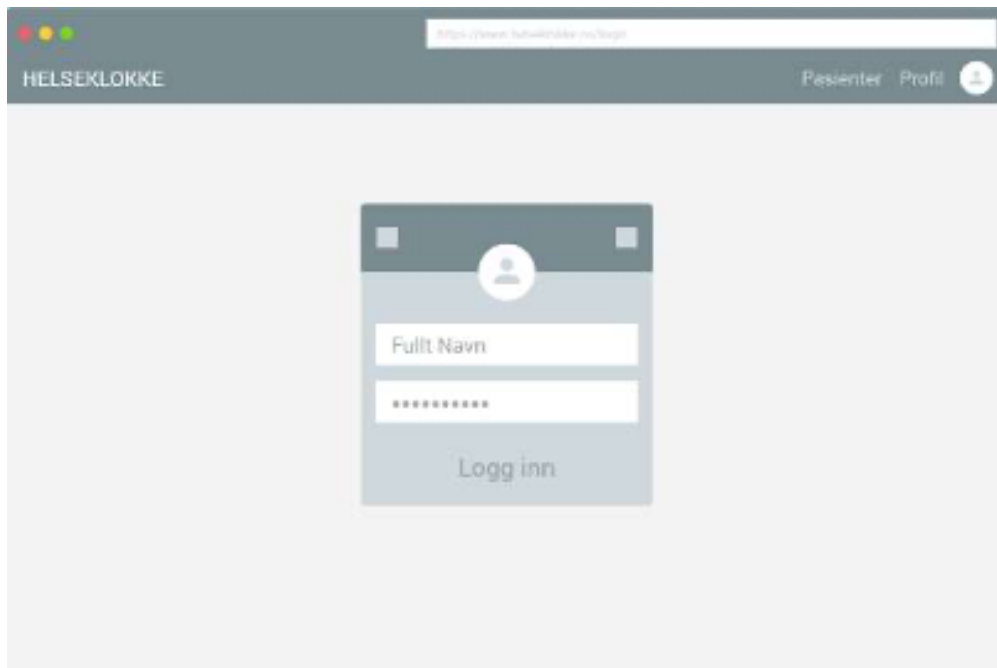 HELSEKLOKKE
Pasienter Profil
Fullt Navn
**********
Logg inn